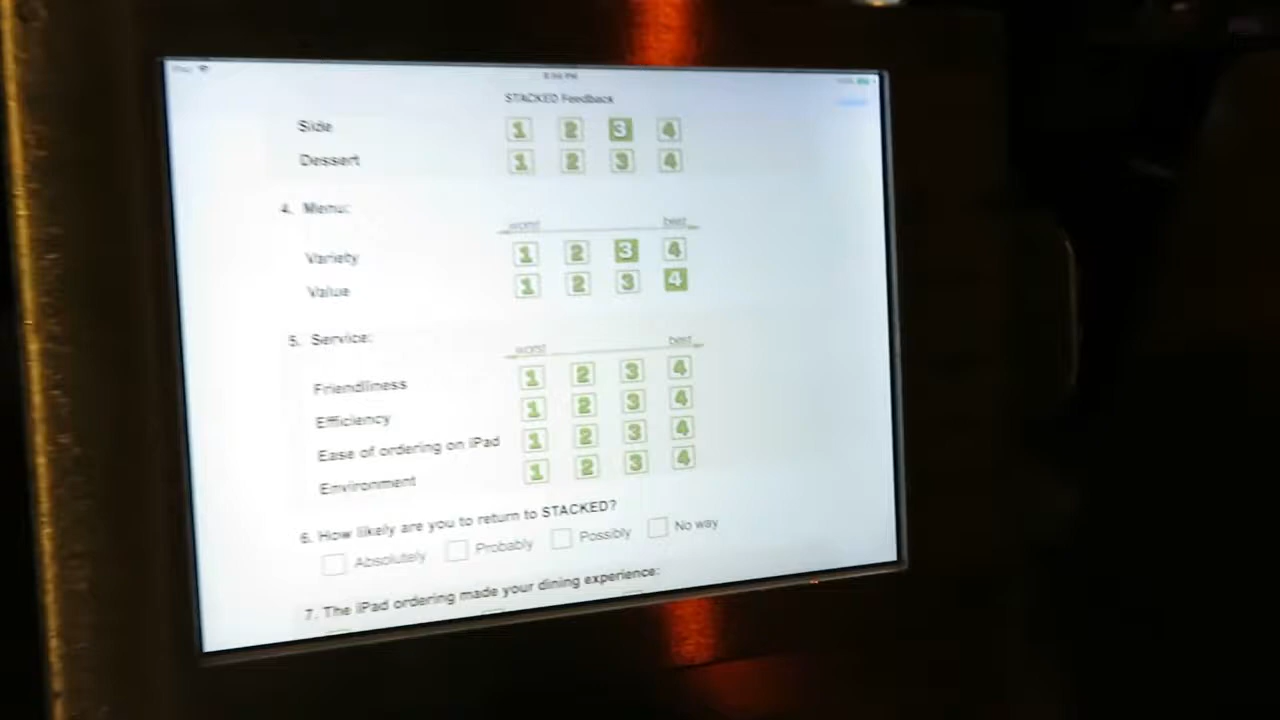 iPad
8:56 PM
STACKED Feedback
Side 1 2 3 4
Dessert 1 2 3 4
4. Menu:
worst best
Variety 1 2 3 4
Value 1 2 3 4
5. Service:
worst best
Friendliness 1 2 3 4
Efficiency 1 2 3 4
Ease of ordering on iPad 1 2 3 4
Environment 1 2 3 4
6. How likely are you to return to STACKED?
Absolutely Probably Possibly No way
7. The iPad ordering made your dining experience: